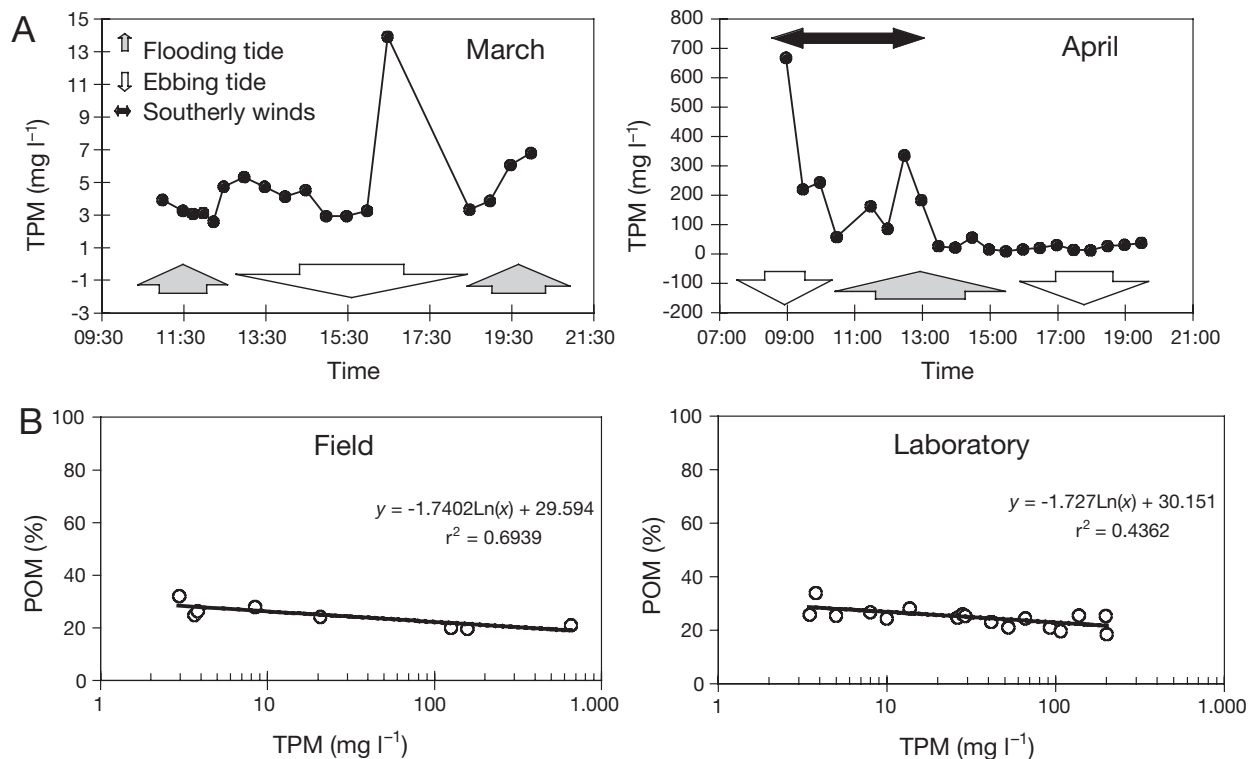 A
Flooding tide
Ebbing tide
Southerly winds
March
TPM (mg l⁻¹)
15
13
11
9
7
5
3
1
-1
-3
09:30 11:30 13:30 15:30 17:30 19:30 21:30
Time
April
TPM (mg l⁻¹)
800
700
600
500
400
300
200
100
0
-100
-200
07:00 09:00 11:00 13:00 15:00 17:00 19:00 21:00
Time
B
Field
y = -1.7402Ln(x) + 29.594
r² = 0.6939
POM (%)
100
80
60
40
20
0
1 10 100 1.000
TPM (mg l⁻¹)
Laboratory
y = -1.727Ln(x) + 30.151
r² = 0.4362
POM (%)
100
80
60
40
20
0
1 10 100 1.000
TPM (mg l⁻¹)